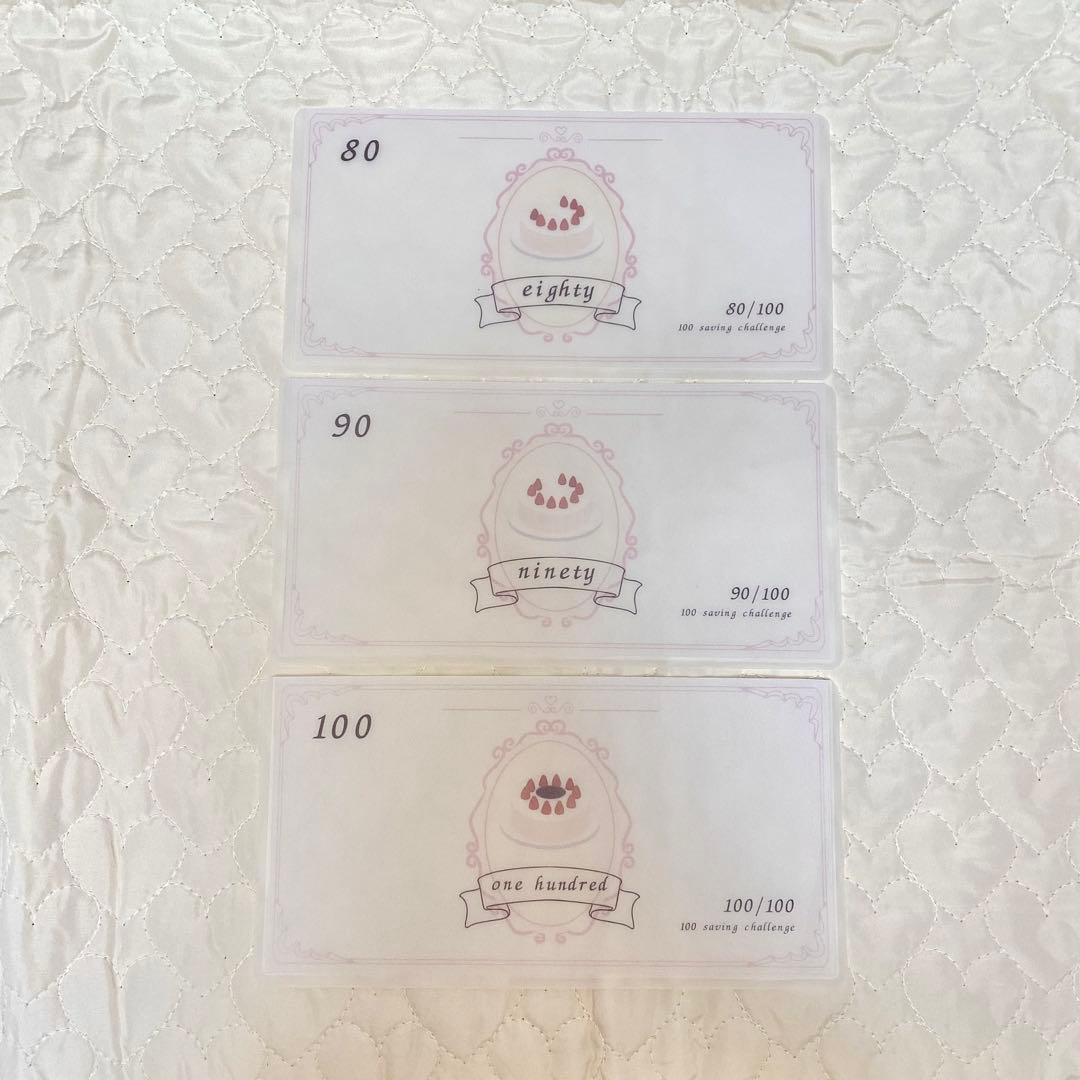 80
eighty
80/100
100 saving challenge
90
ninety
90/100
100 saving challenge
100
one hundred
100/100
100 saving challenge